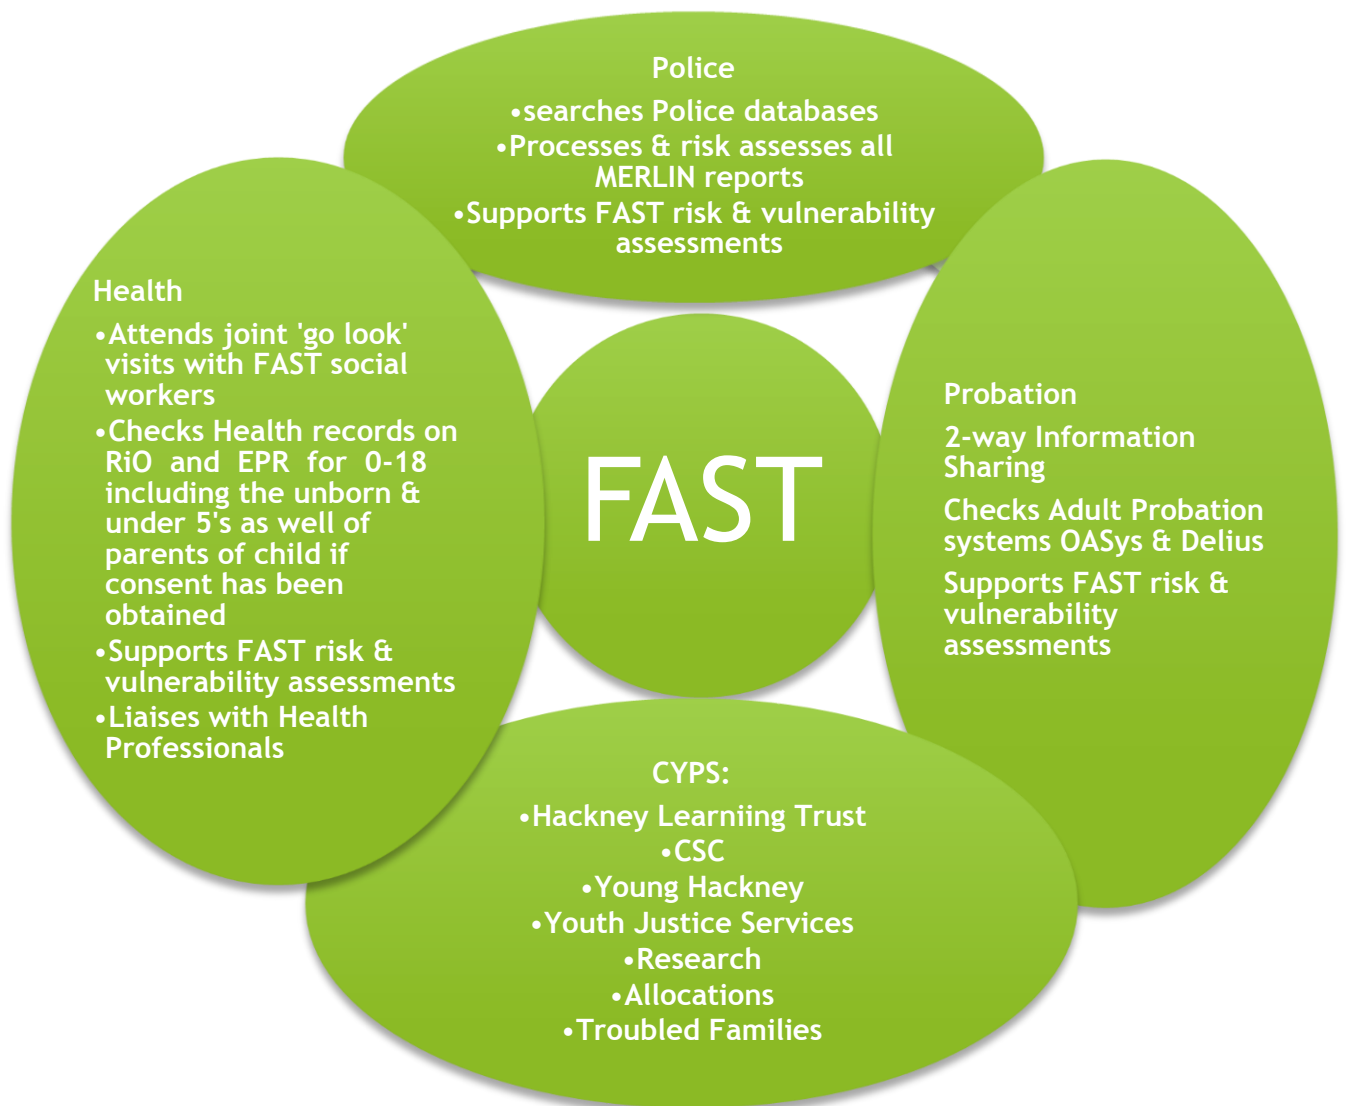 Police
•searches Police databases
•Processes & risk assesses all
MERLIN reports
•Supports FAST risk & vulnerability
assessments
Health
•Attends joint 'go look'
visits with FAST social
workers
•Checks Health records on
RiO and EPR for 0-18
including the unborn &
under 5's as well of
parents of child if
consent has been
obtained
•Supports FAST risk &
vulnerability assessments
•Liaises with Health
Professionals
FAST
Probation
2-way Information
Sharing
Checks Adult Probation
systems OASys & Delius
Supports FAST risk &
vulnerability
assessments
CYPS:
•Hackney Learniing Trust
•CSC
•Young Hackney
•Youth Justice Services
•Research
•Allocations
•Troubled Families